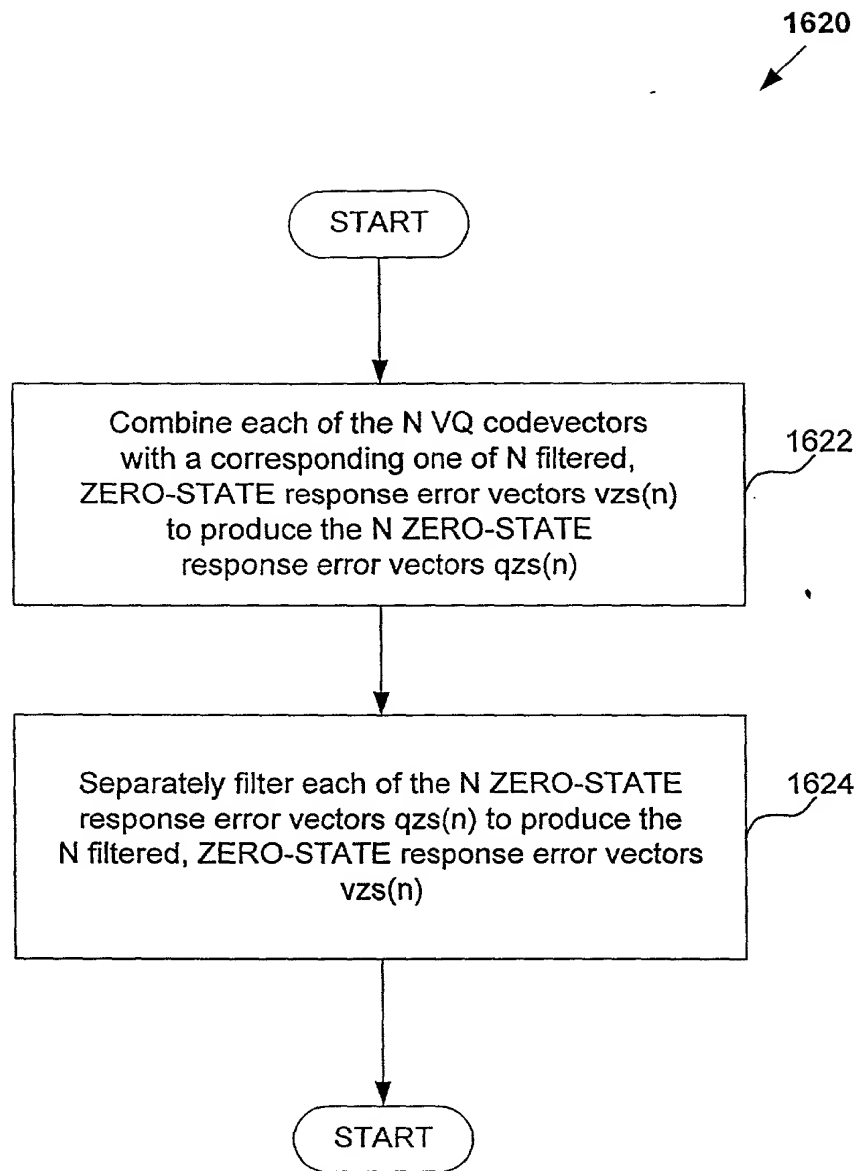 1620
START
Combine each of the N VQ codevectors
with a corresponding one of N filtered,
ZERO-STATE response error vectors vzs(n)
to produce the N ZERO-STATE
response error vectors qzs(n)
1622
Separately filter each of the N ZERO-STATE
response error vectors qzs(n) to produce the
N filtered, ZERO-STATE response error vectors
vzs(n)
1624
START